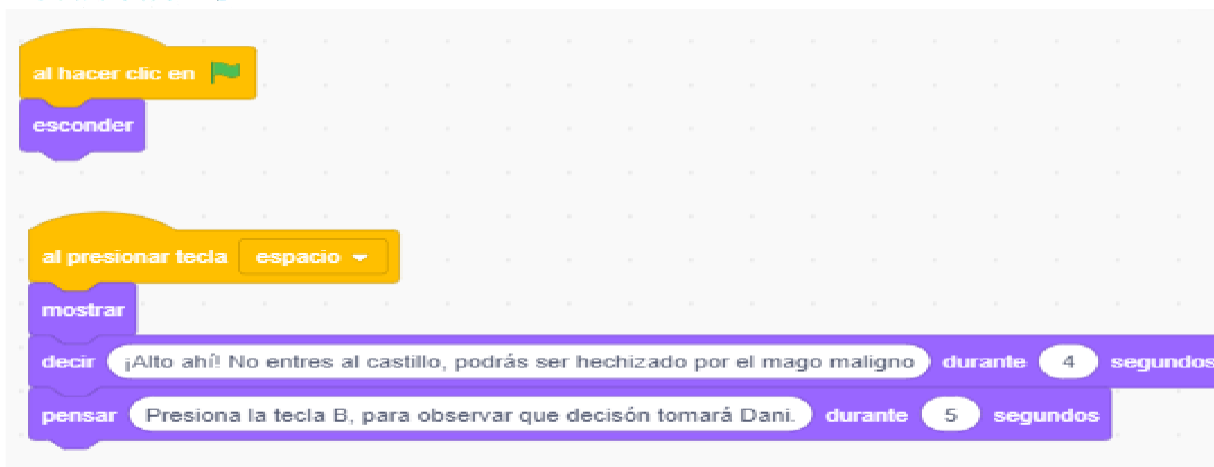 al hacer clic en
esconder
al presionar tecla espacio
mostrar
decir ¡Alto ahí! No entres al castillo, podrás ser hechizado por el mago maligno durante 4 segundos
pensar Presiona la tecla B, para observar que decisón tomará Dani. durante 5 segundos